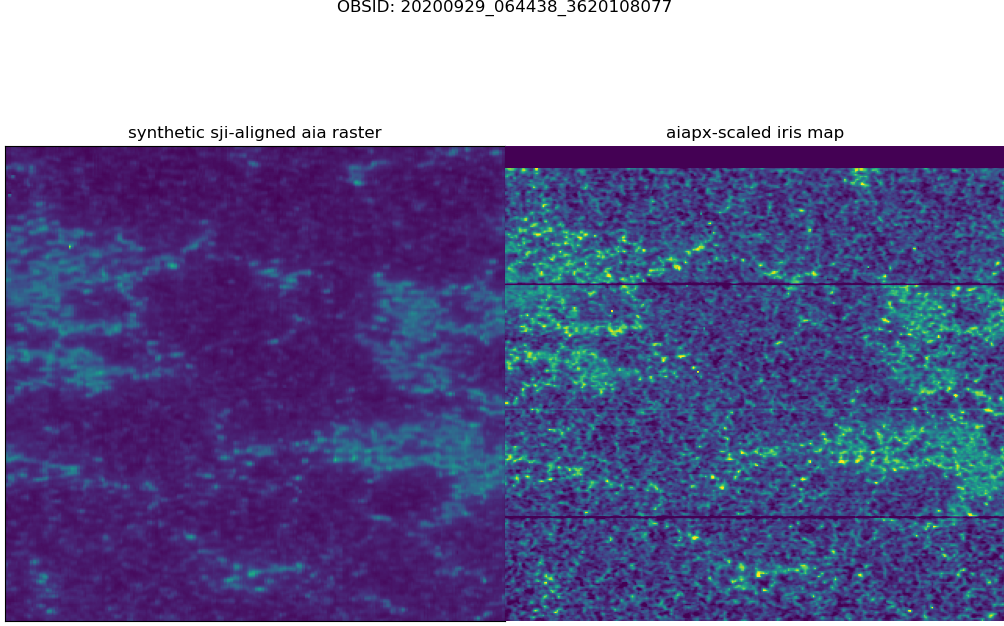 OBSID: 20200929_064438_3620108077
synthetic sji-aligned aia raster
aiapx-scaled iris map